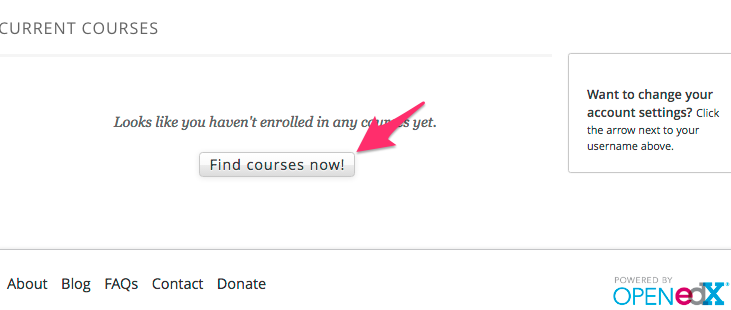 CURRENT COURSES
Looks like you haven't enrolled in any courses yet.
Find courses now!
Want to change your
account settings? Click
the arrow next to your
username above.
About Blog FAQs Contact Donate
POWERED BY
OPENedX